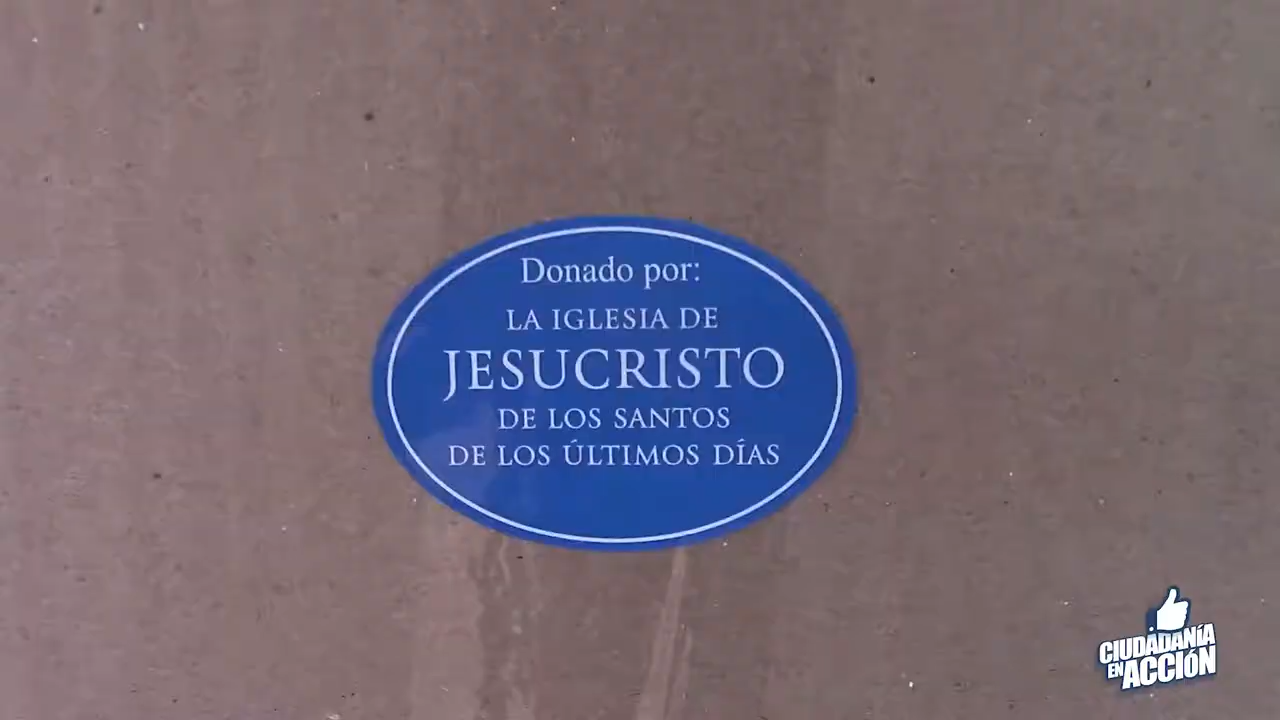 Donado por:
LA IGLESIA DE
JESUCRISTO
DE LOS SANTOS
DE LOS ÚLTIMOS DÍAS
CIUDADANÍA
EN ACCIÓN